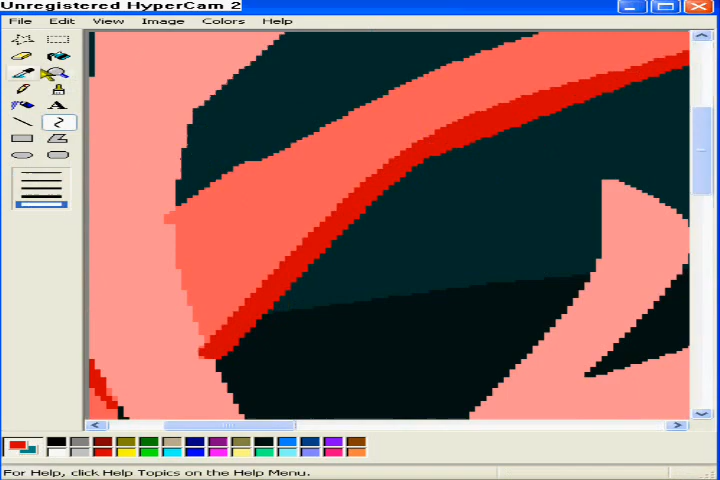 Unregistered HyperCam 2
File Edit View Image Colors Help
A
For Help, click Help Topics on the Help Menu.